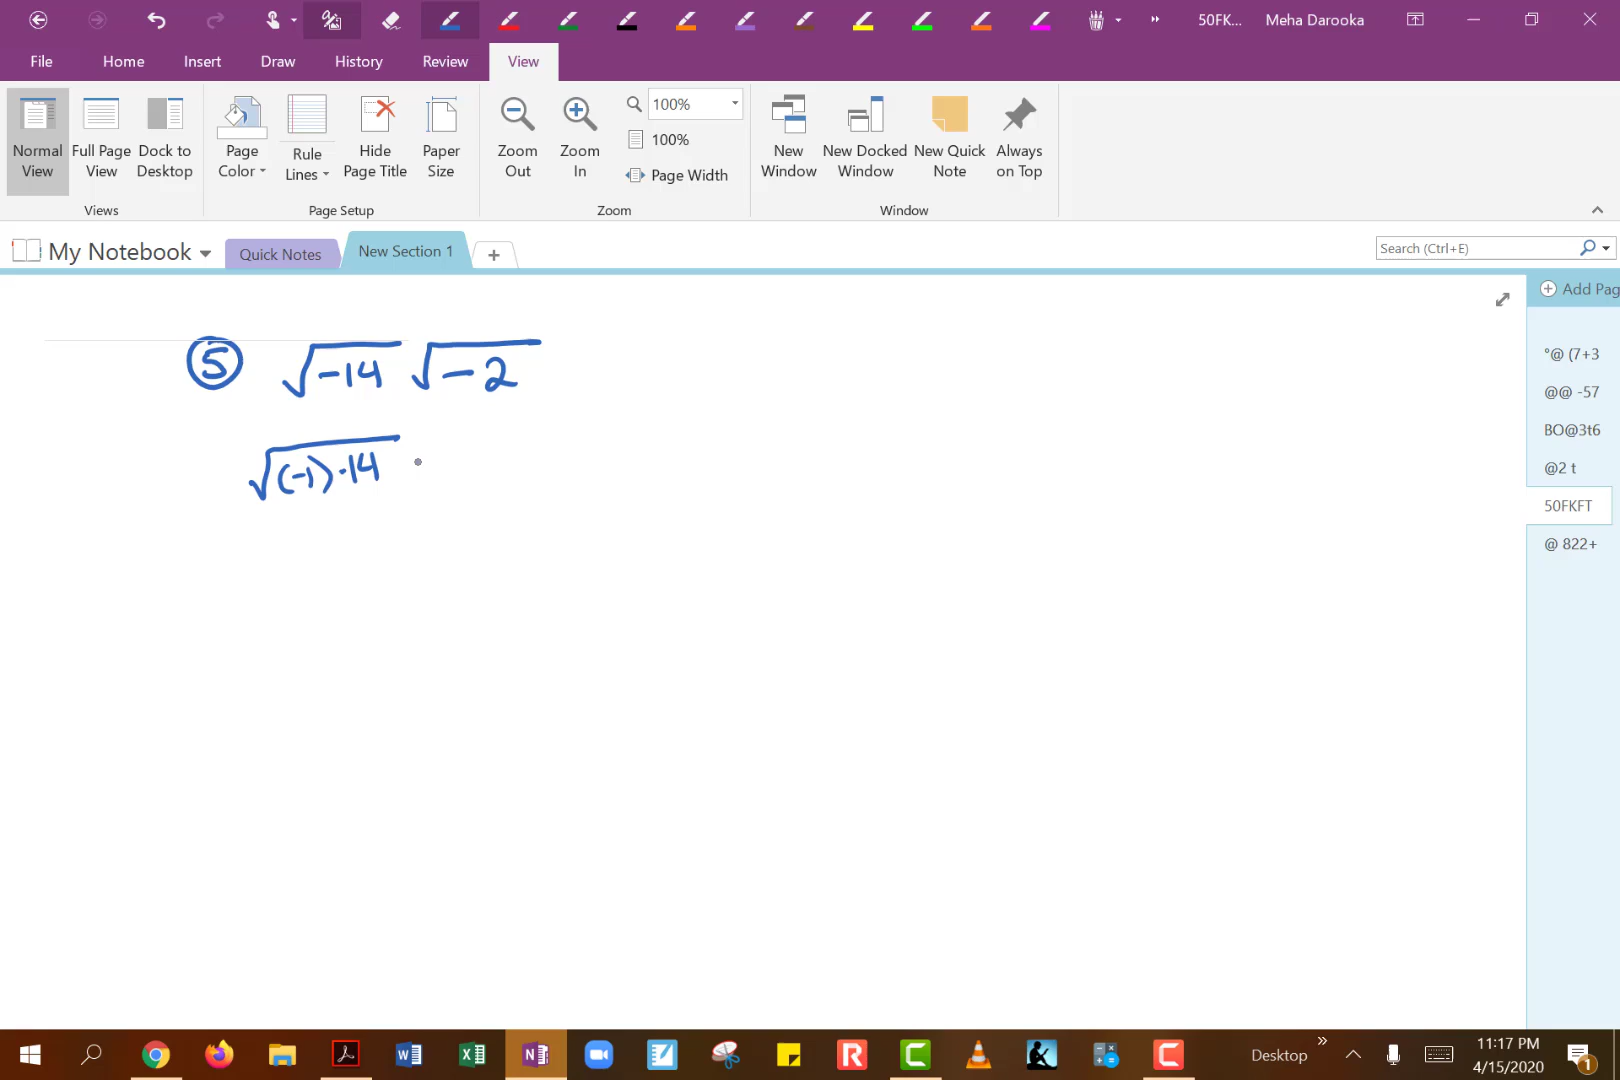 50FK... Meha Darooka
File Home Insert Draw History Review View
Normal View Full Page View Dock to Desktop Page Color Rule Lines Hide Page Title Paper Size Zoom Out Zoom In 100% 100% Page Width New Window New Docked Window New Quick Note Always on Top
Views Page Setup Zoom Window
My Notebook Quick Notes New Section 1 + Search (Ctrl+E)
Add Pag
5 √-14 √-2
√(-1)·14
°@ (7+3
@@ -57
BO@3t6
@2 t
50FKFT
@ 822+
Desktop » 11:17 PM
4/15/2020 1